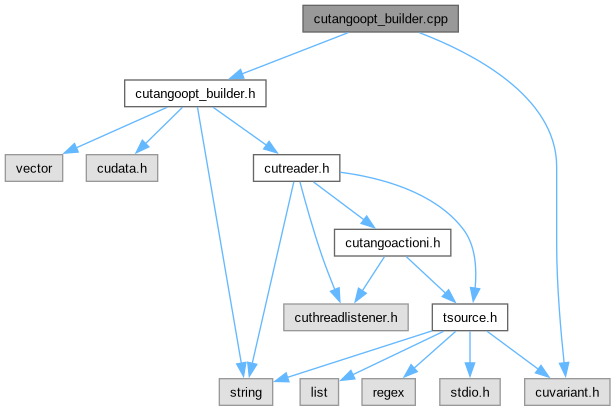 cutangoopt_builder.cpp
cutangoopt_builder.h
vector
cudata.h
cutreader.h
cutangoactioni.h
cuthreadlistener.h
tsource.h
string
list
regex
stdio.h
cuvariant.h